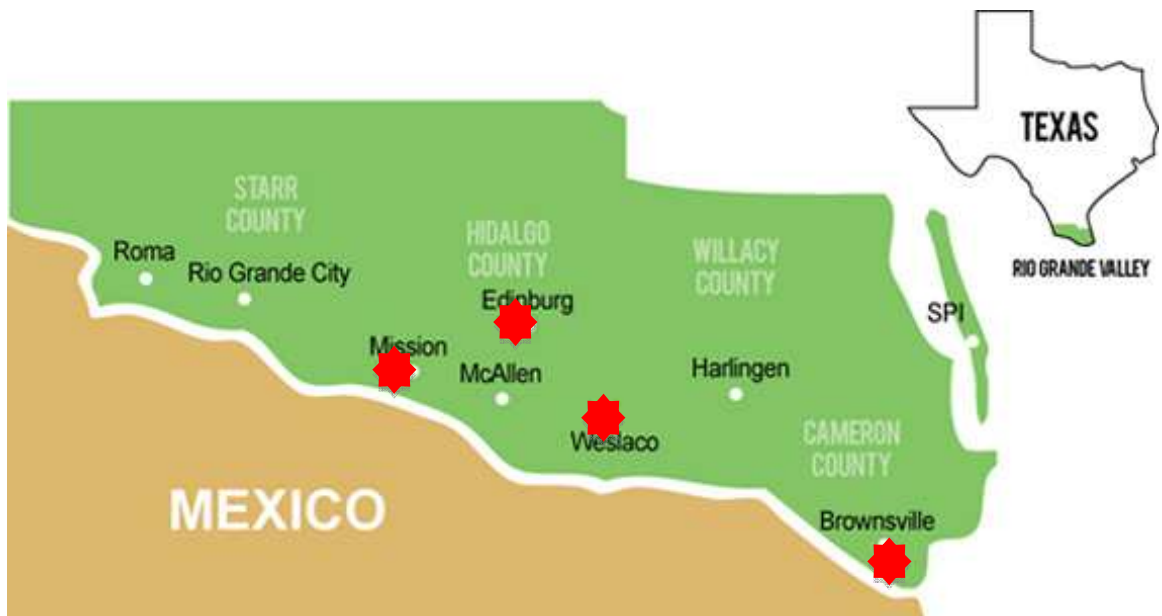 TEXAS
RIO GRANDE VALLEY
STARR
COUNTY
HIDALGO
COUNTY
WILLACY
COUNTY
CAMERON
COUNTY
Roma
Rio Grande City
Edinburg
Mission
McAllen
Weslaco
Harlingen
SPI
Brownsville
MEXICO